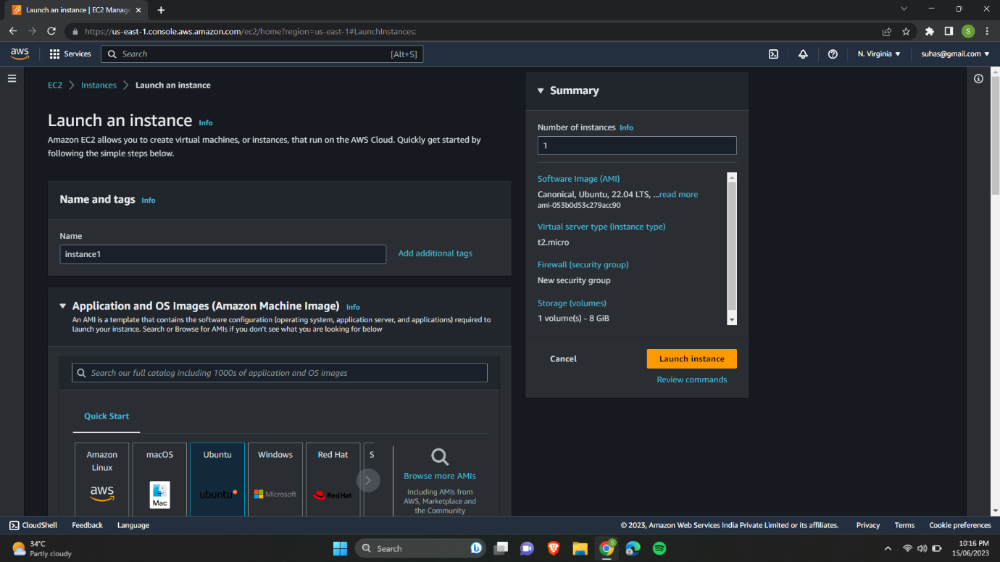 Launch an instance | EC2 Manag
https://us-east-1.console.aws.amazon.com/ec2/home?region=us-east-1#LaunchInstances:
S
aws
Services
Search
[Alt+S]
N. Virginia
suhas@gmail.com
EC2
Instances
Launch an instance
Launch an instance
Info
Amazon EC2 allows you to create virtual machines, or instances, that run on the AWS Cloud. Quickly get started by
following the simple steps below.
Name and tags
Info
Name
instance1
Add additional tags
Application and OS Images (Amazon Machine Image)
Info
An AMI is a template that contains the software configuration (operating system, application server, and applications) required to
launch your instance. Search or Browse for AMIs if you don't see what you are looking for below
Search our full catalog including 1000s of application and OS images
Quick Start
Amazon
Linux
aws
macOS
Mac
Ubuntu
ubuntu
Windows
Microsoft
Red Hat
Red Hat
S
Browse more AMIs
Including AMIs from
AWS, Marketplace and
the Community
Summary
Number of instances
Info
1
Software Image (AMI)
Canonical, Ubuntu, 22.04 LTS, ...read more
ami-053b0d53c279acc90
Virtual server type (instance type)
t2.micro
Firewall (security group)
New security group
Storage (volumes)
1 volume(s) - 8 GiB
Cancel
Launch instance
Review commands
CloudShell
Feedback
Language
© 2023, Amazon Web Services India Private Limited or its affiliates.
Privacy
Terms
Cookie preferences
34°C
Partly cloudy
Search
10:16 PM
15/06/2023